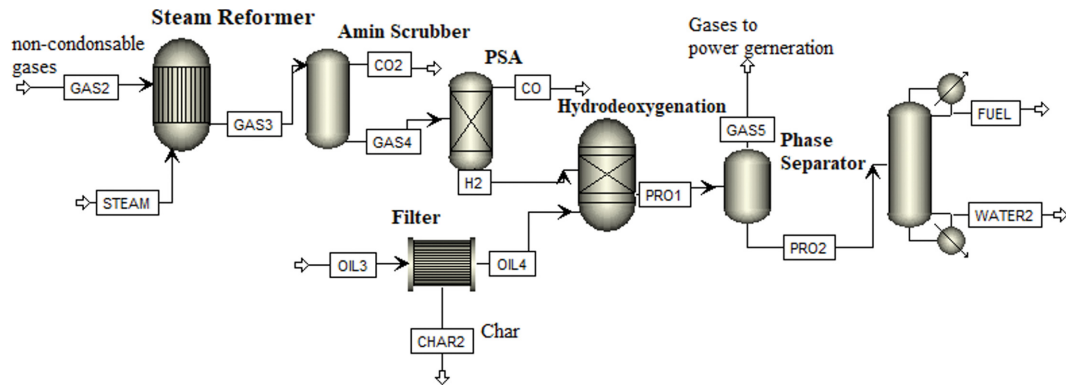 Steam Reformer
Amin Scrubber
non-condonsable
gases
GAS2
GAS3
STEAM
CO2
GAS4
PSA
CO
H2
Hydrodeoxygenation
PRO1
Gases to
power gerneration
GAS5
Phase
Separator
PRO2
FUEL
WATER2
Filter
OIL3
OIL4
CHAR2
Char